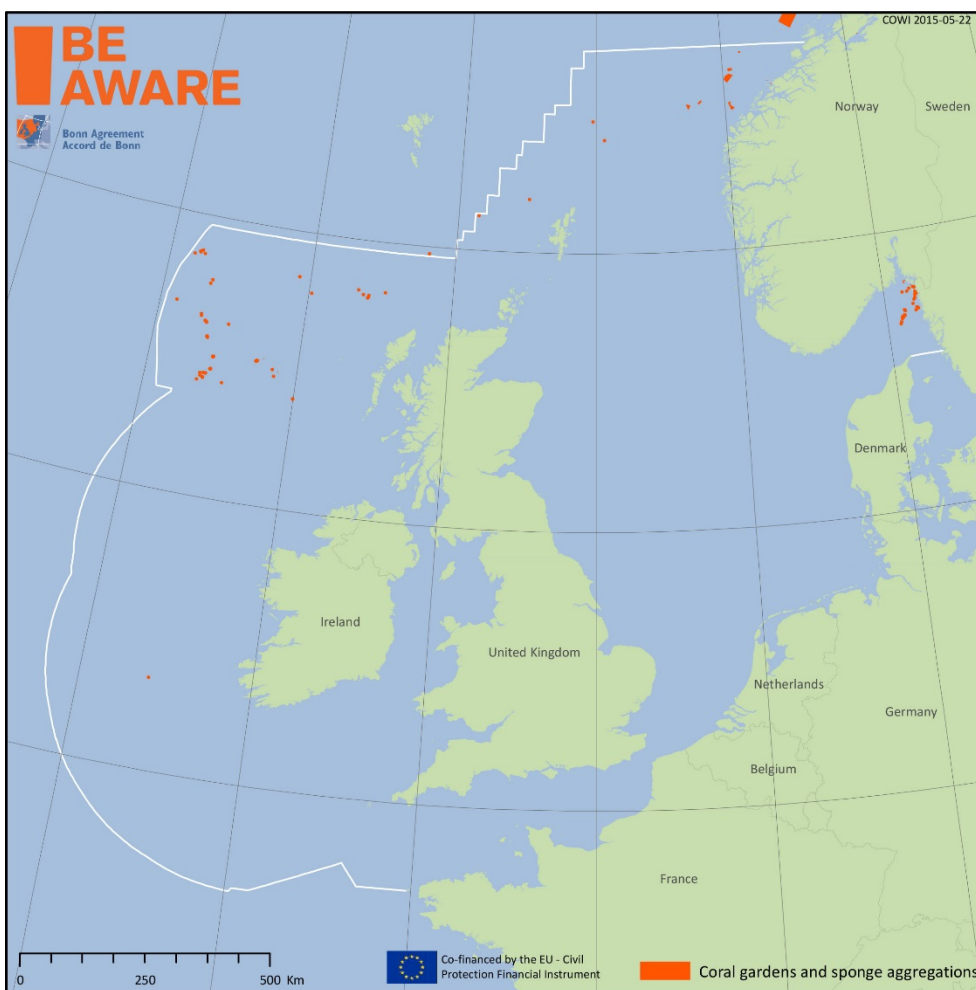 COWI 2015-05-22
BE
AWARE
Bonn Agreement
Accord de Bonn
Norway
Sweden
Denmark
Ireland
United Kingdom
Netherlands
Germany
Belgium
France
0
250
500
Km
Co-financed by the EU - Civil
Protection Financial Instrument
Coral gardens and sponge aggregations